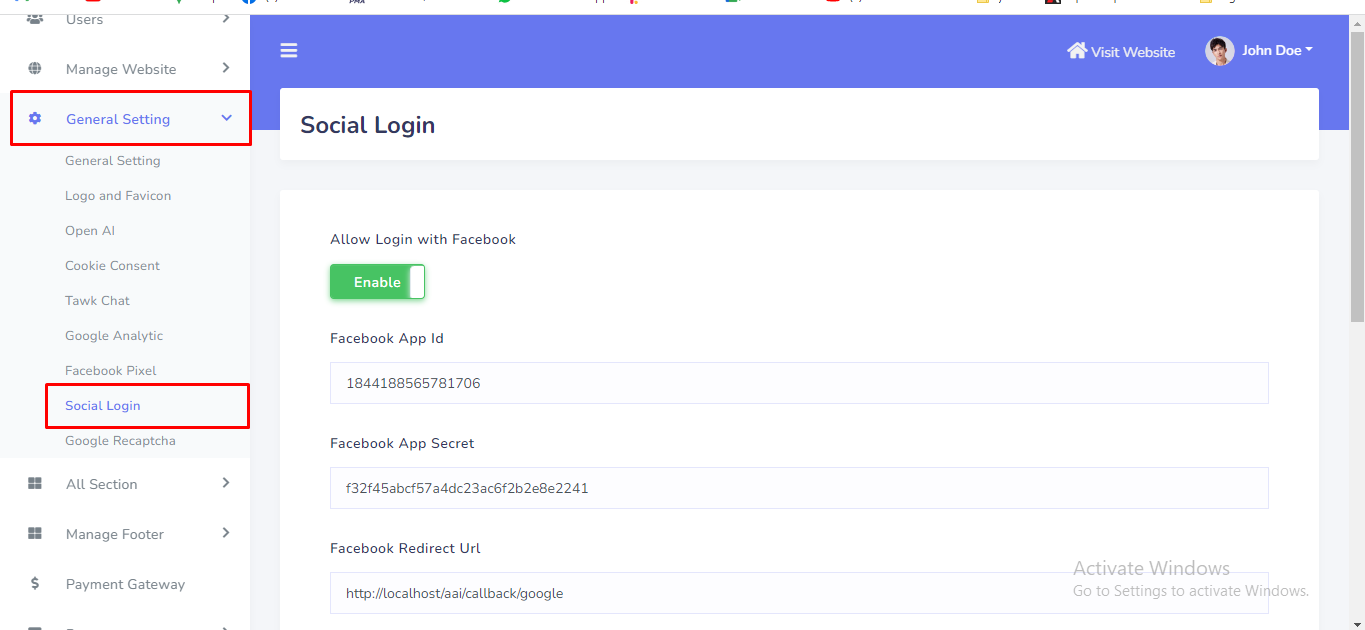 Users
Manage Website
General Setting
General Setting
Logo and Favicon
Open AI
Cookie Consent
Tawk Chat
Google Analytic
Facebook Pixel
Social Login
Google Recaptcha
All Section
Manage Footer
Payment Gateway
Visit Website
John Doe
Social Login
Allow Login with Facebook
Enable
Facebook App Id
1844188565781706
Facebook App Secret
f32f45abcf57a4dc23ac6f2b2e8e2241
Facebook Redirect Url
http://localhost/aai/callback/google
Activate Windows
Go to Settings to activate Windows.